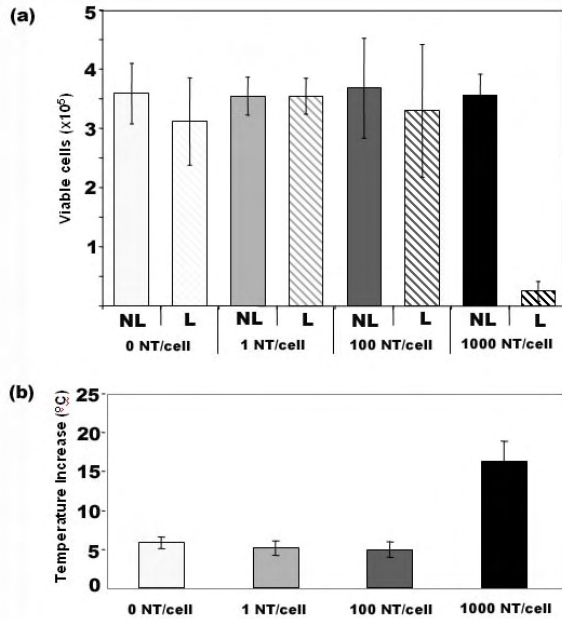 (a)
Viable cells (x10⁵)
5
4
3
2
1
NL L NL L NL L NL L
0 NT/cell 1 NT/cell 100 NT/cell 1000 NT/cell
(b)
Temperature Increase (ºC)
25
20
15
10
5
0
0 NT/cell 1 NT/cell 100 NT/cell 1000 NT/cell